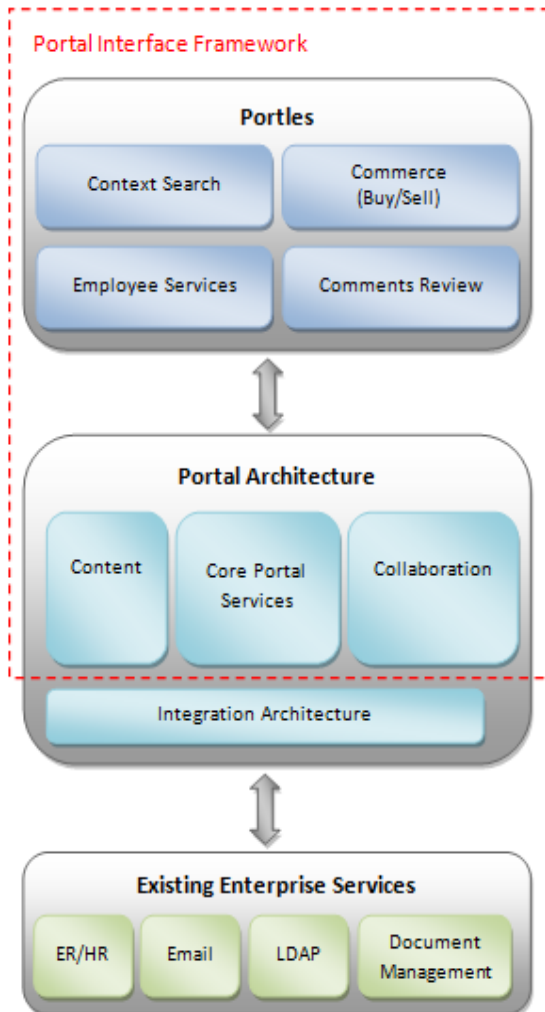 Portal Interface Framework
Portles
Context Search
Commerce
(Buy/Sell)
Employee Services
Comments Review
Portal Architecture
Content
Core Portal
Services
Collaboration
Integration Architecture
Existing Enterprise Services
ER/HR
Email
LDAP
Document
Management